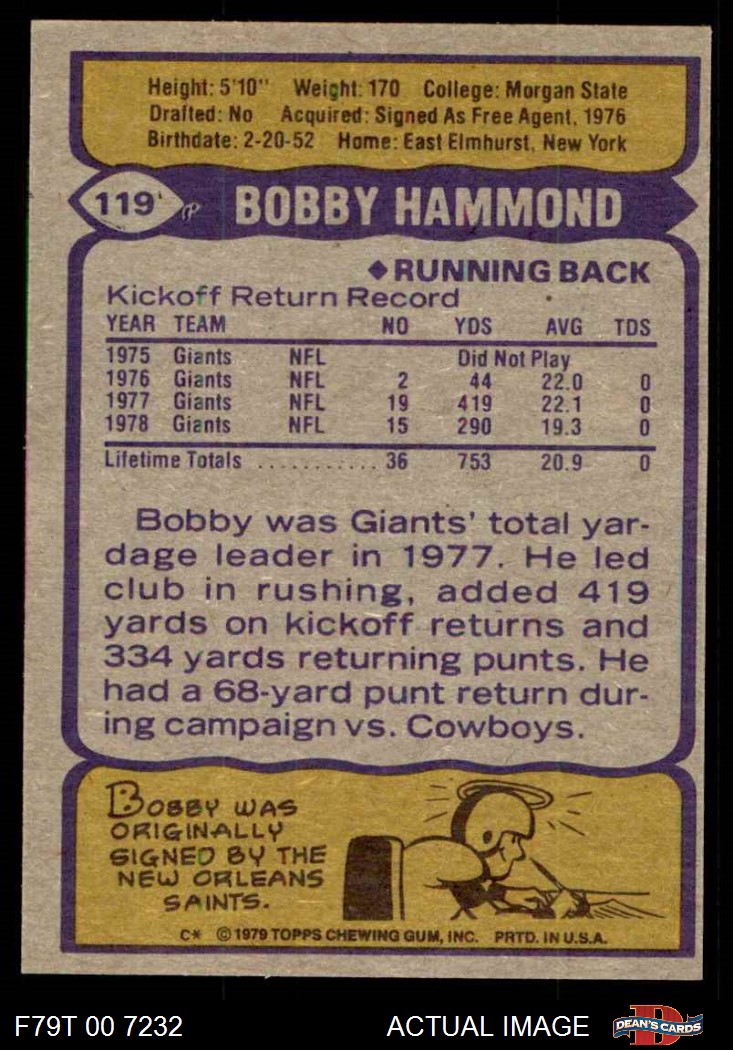 Height: 5'10" Weight: 170 College: Morgan State
Drafted: No Acquired: Signed As Free Agent, 1976
Birthdate: 2-20-52 Home: East Elmhurst, New York
119
BOBBY HAMMOND
◆RUNNING BACK
Kickoff Return Record
YEAR TEAM NO YDS AVG TDS
1975 Giants NFL Did Not Play
1976 Giants NFL 2 44 22.0 0
1977 Giants NFL 19 419 22.1 0
1978 Giants NFL 15 290 19.3 0
Lifetime Totals ............ 36 753 20.9 0
Bobby was Giants' total yar-
dage leader in 1977. He led
club in rushing, added 419
yards on kickoff returns and
334 yards returning punts. He
had a 68-yard punt return dur-
ing campaign vs. Cowboys.
BOBBY WAS
ORIGINALLY
SIGNED BY THE
NEW ORLEANS
SAINTS.
C* © 1979 TOPPS CHEWING GUM, INC. PRTD. IN U.S.A.
F79T 00 7232 ACTUAL IMAGE
D
DEAN'S CARDS